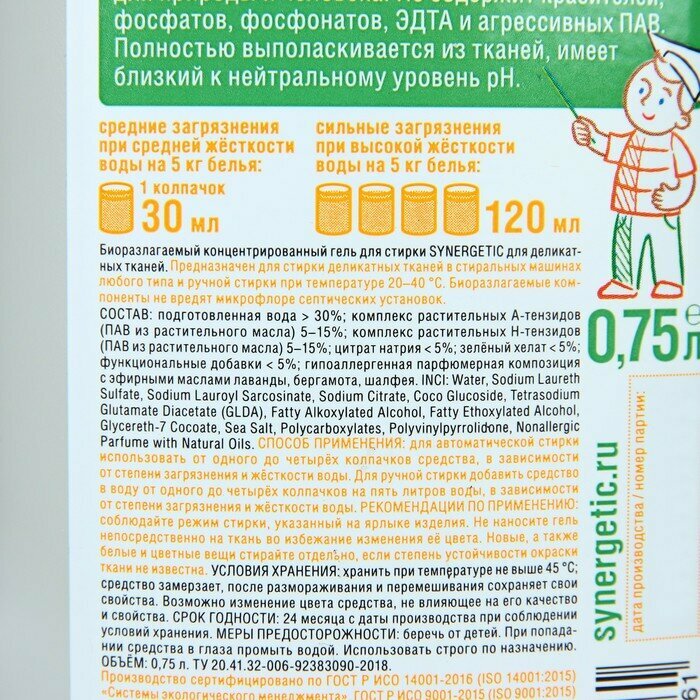 фосфатов, фосфонатов, ЭДТА и агрессивных ПАВ.
Полностью выполаскивается из тканей, имеет
близкий к нейтральному уровень pH.
средние загрязнения
при средней жёсткости
воды на 5 кг белья:
1 колпачок
30 мл
сильные загрязнения
при высокой жёсткости
воды на 5 кг белья:
120 мл
Биоразлагаемый концентрированный гель для стирки SYNERGETIC для деликат-
ных тканей. Предназначен для стирки деликатных тканей в стиральных машинах
любого типа и ручной стирки при температуре 20–40 °C. Биоразлагаемые ком-
поненты не вредят микрофлоре септических установок.
СОСТАВ: подготовленная вода > 30%; комплекс растительных А-тензидов
(ПАВ из растительного масла) 5–15%; комплекс растительных Н-тензидов
(ПАВ из растительного масла) 5–15%; цитрат натрия < 5%; зелёный хелат < 5%;
функциональные добавки < 5%; гипоаллергенная парфюмерная композиция
с эфирными маслами лаванды, бергамота, шалфея. INCI: Water, Sodium Laureth
Sulfate, Sodium Lauroyl Sarcosinate, Sodium Citrate, Coco Glucoside, Tetrasodium
Glutamate Diacetate (GLDA), Fatty Alkoxylated Alcohol, Fatty Ethoxylated Alcohol,
Glycereth-7 Cocoate, Sea Salt, Polycarboxylates, Polyvinylpyrrolidone, Nonallergic
Parfume with Natural Oils. СПОСОБ ПРИМЕНЕНИЯ: для автоматической стирки
использовать от одного до четырёх колпачков средства, в зависимости
от степени загрязнения и жёсткости воды. Для ручной стирки добавить средство
в воду от одного до четырёх колпачков на пять литров воды, в зависимости
от степени загрязнения и жёсткости воды. РЕКОМЕНДАЦИИ ПО ПРИМЕНЕНИЮ:
соблюдайте режим стирки, указанный на ярлыке изделия. Не наносите гель
непосредственно на ткань во избежание изменения её цвета. Новые, а также
белые и цветные вещи стирайте отдельно, если степень устойчивости окраски
ткани не известна. УСЛОВИЯ ХРАНЕНИЯ: хранить при температуре не выше 45 °C;
средство замерзает, после размораживания и перемешивания сохраняет свои
свойства. Возможно изменение цвета средства, не влияющее на его качество
и свойства. СРОК ГОДНОСТИ: 24 месяца с даты производства при соблюдении
условий хранения. МЕРЫ ПРЕДОСТОРОЖНОСТИ: беречь от детей. При попада-
нии средства в глаза промыть водой. Использовать строго по назначению.
ОБЪЁМ: 0,75 л. ТУ 20.41.32-006-92383090-2018.
Производство сертифицировано по ГОСТ Р ИСО 14001-2016 (ISO 14001:2015)
«Системы экологического менеджмента», ГОСТ Р ИСО 9001-2015 (ISO 9001:2015)
0,75 л ℮
synergetic.ru
дата производства / номер партии: